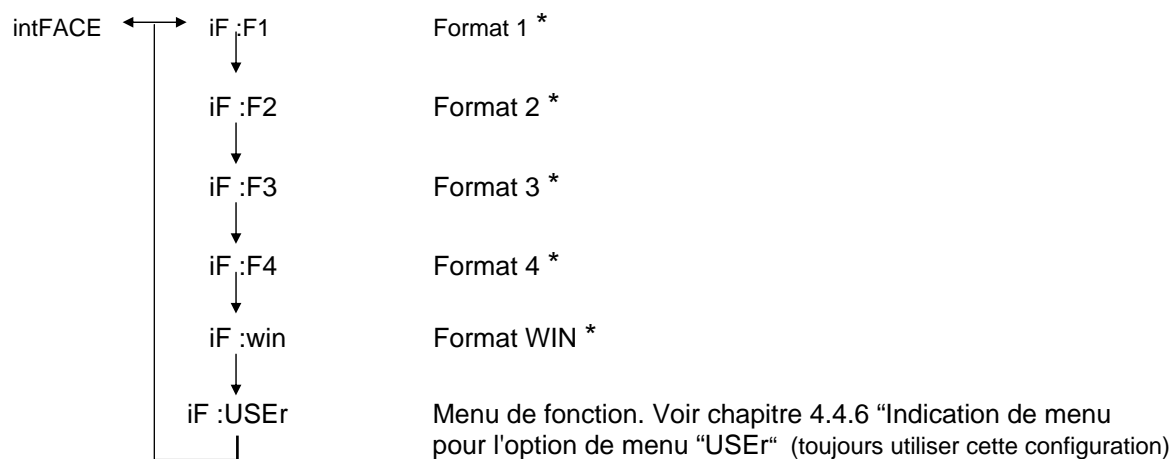 intFACE iF :F1 Format 1 *
iF :F2 Format 2 *
iF :F3 Format 3 *
iF :F4 Format 4 *
iF :win Format WIN *
iF :USEr Menu de fonction. Voir chapitre 4.4.6 “Indication de menu
pour l'option de menu “USEr“ (toujours utiliser cette configuration)